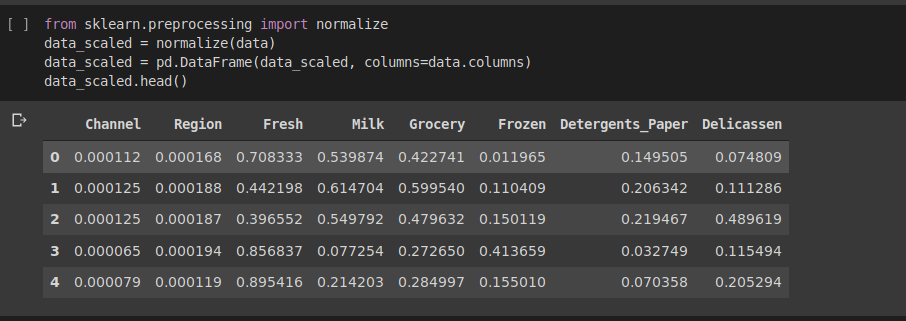 [ ] from sklearn.preprocessing import normalize
data_scaled = normalize(data)
data_scaled = pd.DataFrame(data_scaled, columns=data.columns)
data_scaled.head()
Channel Region Fresh Milk Grocery Frozen Detergents_Paper Delicassen
0 0.000112 0.000168 0.708333 0.539874 0.422741 0.011965 0.149505 0.074809
1 0.000125 0.000188 0.442198 0.614704 0.599540 0.110409 0.206342 0.111286
2 0.000125 0.000187 0.396552 0.549792 0.479632 0.150119 0.219467 0.489619
3 0.000065 0.000194 0.856837 0.077254 0.272650 0.413659 0.032749 0.115494
4 0.000079 0.000119 0.895416 0.214203 0.284997 0.155010 0.070358 0.205294